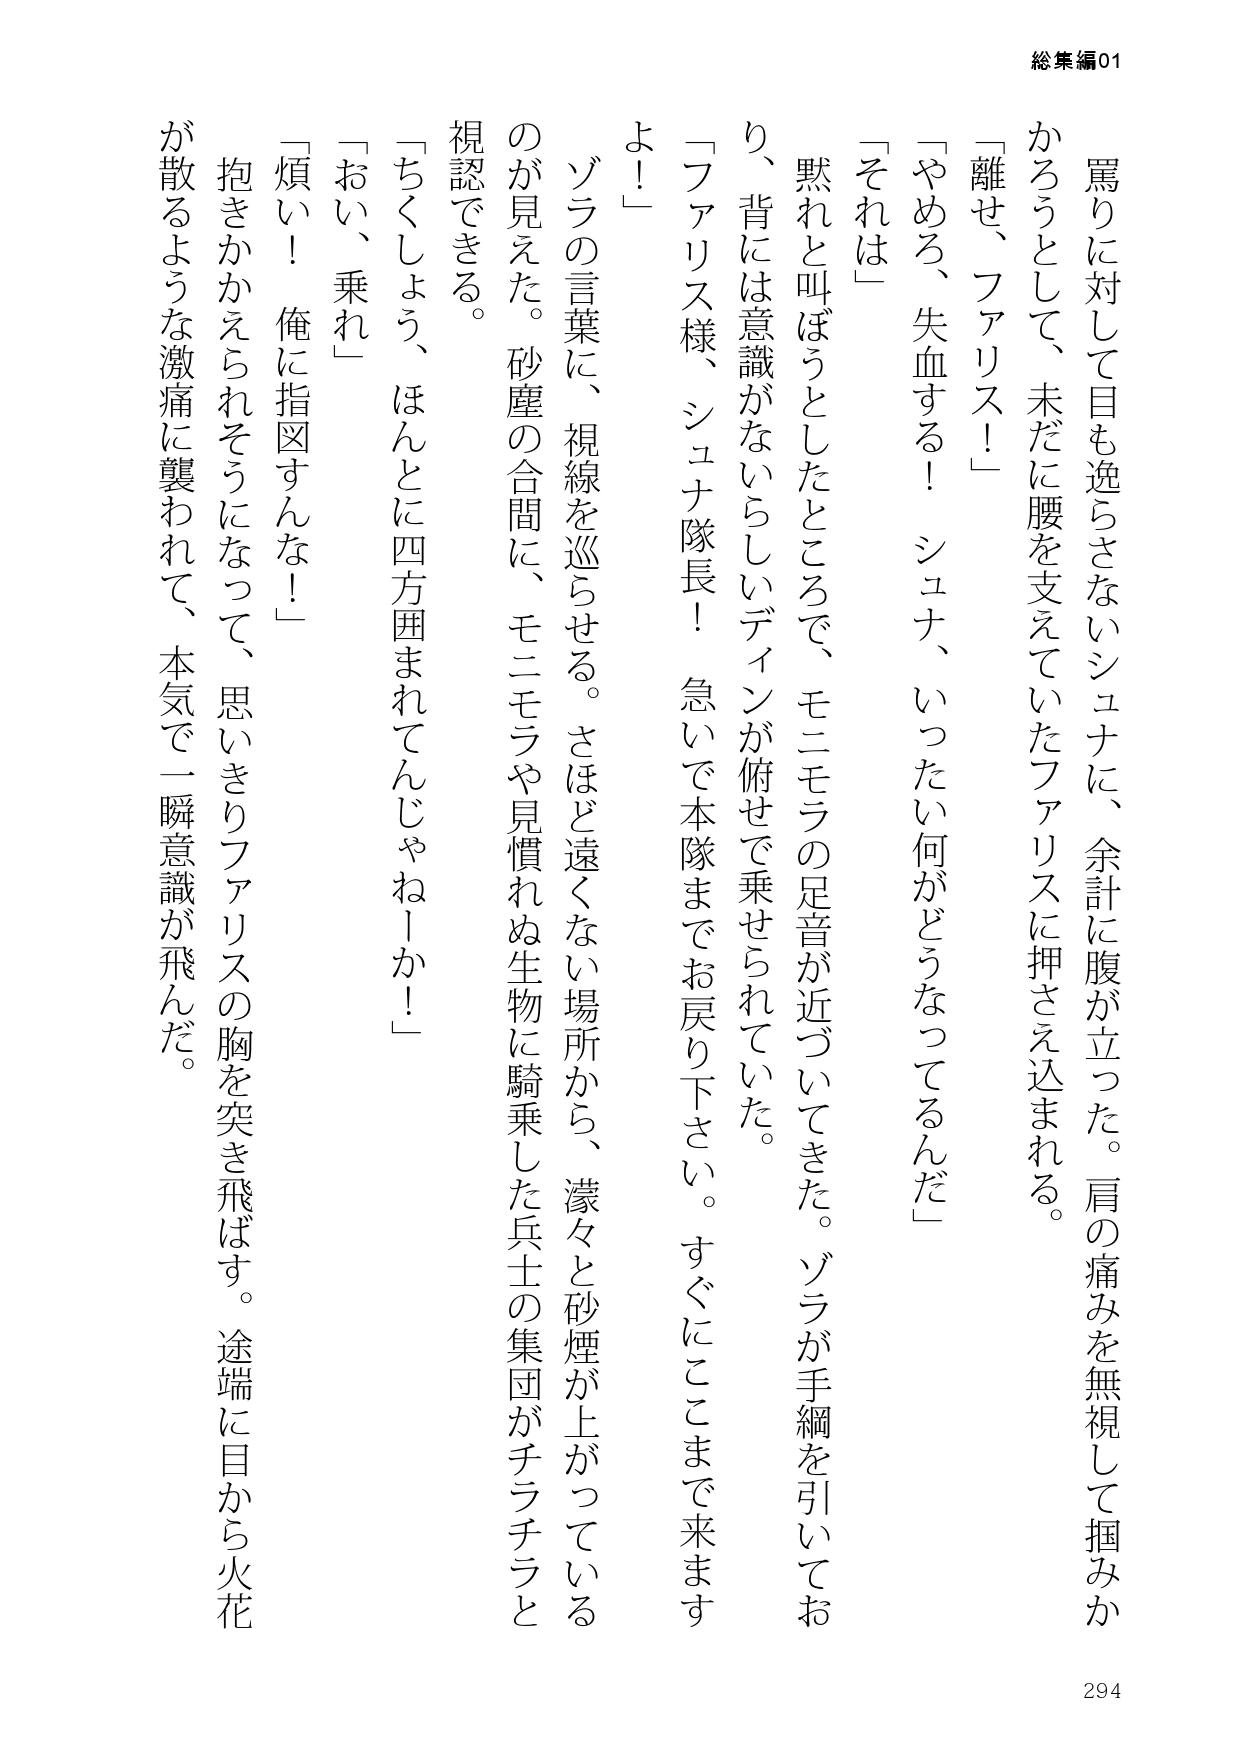 総集編01
　罵りに対して目も逸らさないシュナに、余計に腹が立った。肩の痛みを無視して掴みか
かろうとして、未だに腰を支えていたファリスに押さえ込まれる。
「離せ、ファリス！」
「やめろ、失血する！　シュナ、いったい何がどうなってるんだ」
「それは」
　黙れと叫ぼうとしたところで、モニモラの足音が近づいてきた。ゾラが手綱を引いてお
り、背には意識がないらしいディンが俯せで乗せられていた。
「ファリス様、シュナ隊長！　急いで本隊までお戻り下さい。すぐにここまで来ます
よ！」
　ゾラの言葉に、視線を巡らせる。さほど遠くない場所から、濛々と砂煙が上がっている
のが見えた。砂塵の合間に、モニモラや見慣れぬ生物に騎乗した兵士の集団がチラチラと
視認できる。
「ちくしょう、ほんとに四方囲まれてんじゃねーか！」
「おい、乗れ」
「煩い！　俺に指図すんな！」
　抱きかかえられそうになって、思いきりファリスの胸を突き飛ばす。途端に目から火花
が散るような激痛に襲われて、本気で一瞬意識が飛んだ。
294